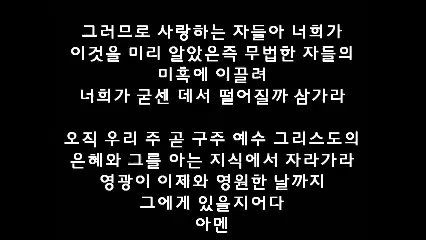 그러므로 사랑하는 자들아 너희가
이것을 미리 알았은즉 무법한 자들의
미혹에 이끌려
너희가 굳센 데서 떨어질까 삼가라
오직 우리 주 곧 구주 예수 그리스도의
은혜와 그를 아는 지식에서 자라가라
영광이 이제와 영원한 날까지
그에게 있을지어다
아멘